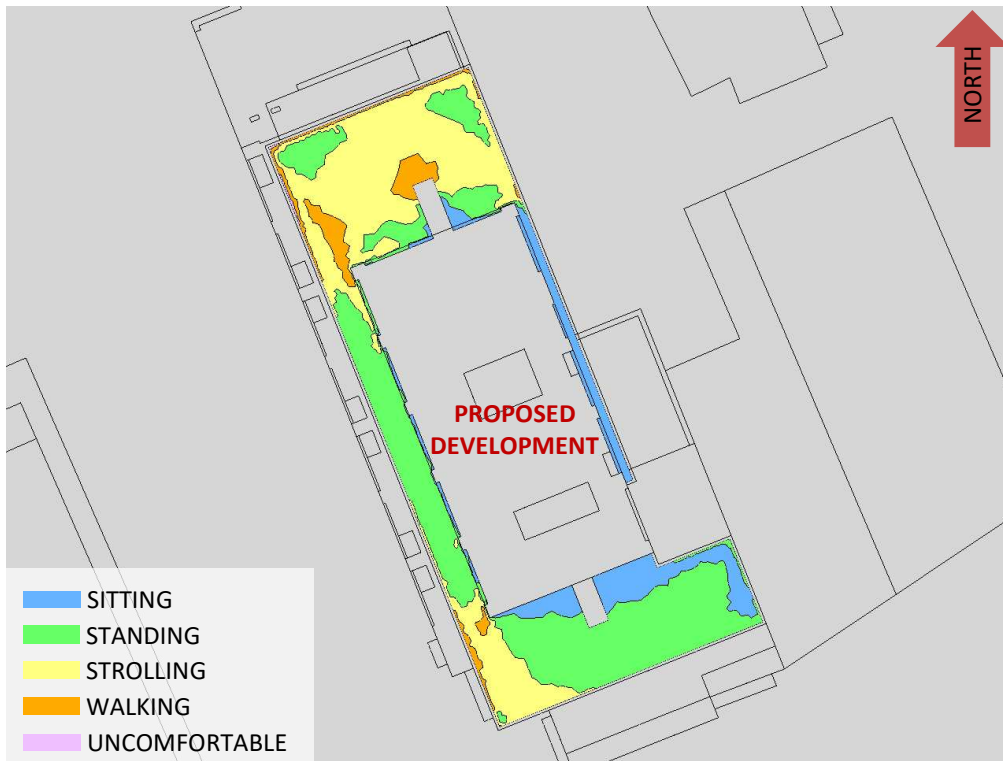 NORTH
PROPOSED
DEVELOPMENT
SITTING
STANDING
STROLLING
WALKING
UNCOMFORTABLE